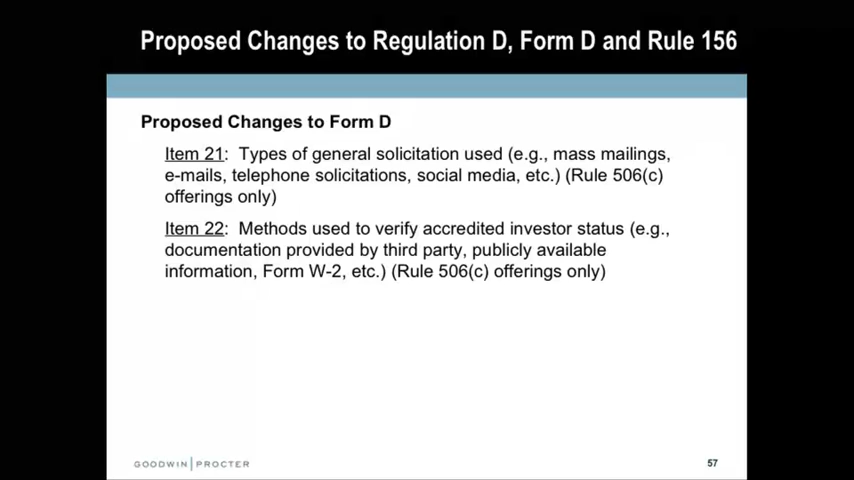 Proposed Changes to Regulation D, Form D and Rule 156
Proposed Changes to Form D
Item 21: Types of general solicitation used (e.g., mass mailings,
e-mails, telephone solicitations, social media, etc.) (Rule 506(c)
offerings only)
Item 22: Methods used to verify accredited investor status (e.g.,
documentation provided by third party, publicly available
information, Form W-2, etc.) (Rule 506(c) offerings only)
GOODWIN PROCTER
57